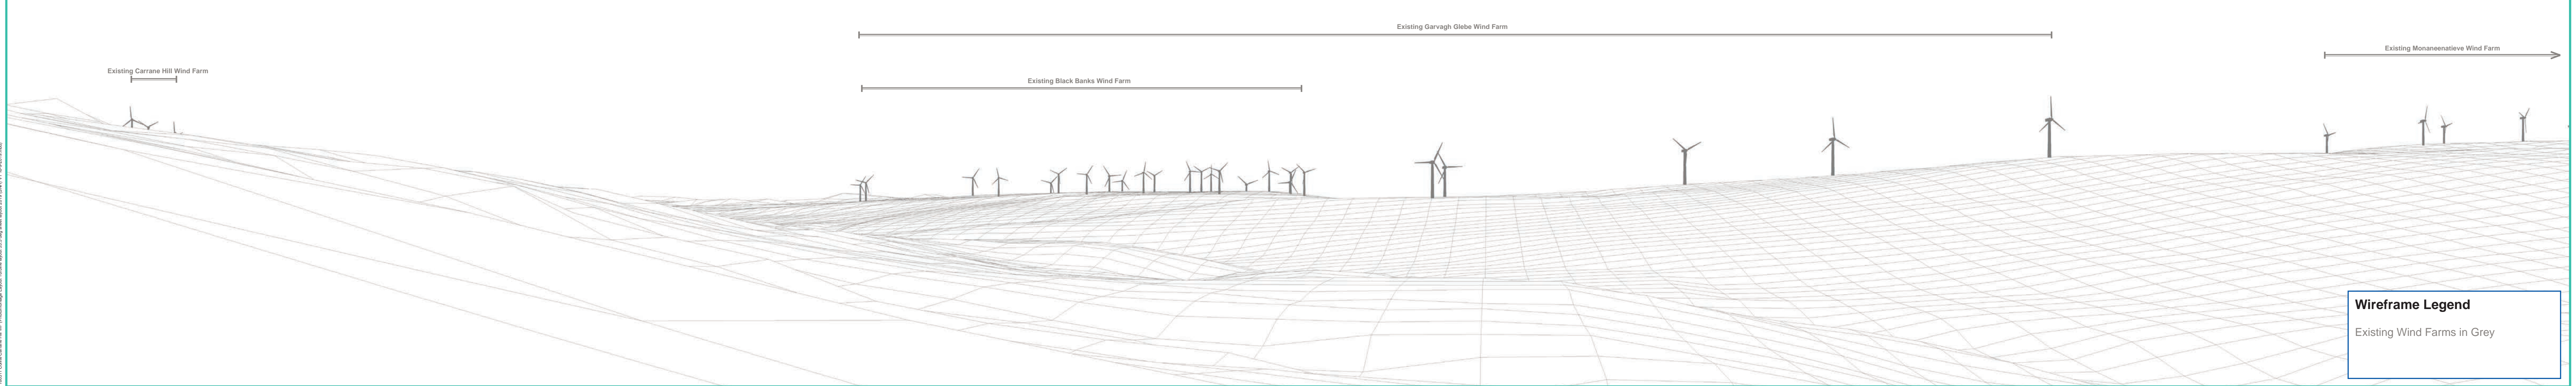 Existing Garvagh Glebe Wind Farm
Existing Monaneenatieve Wind Farm
Existing Carrane Hill Wind Farm
Existing Black Banks Wind Farm
Wireframe Legend
Existing Wind Farms in Grey